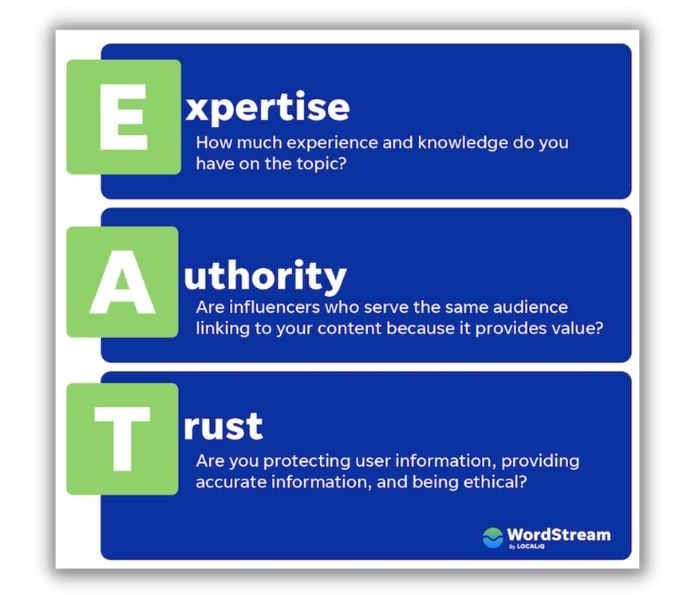 Expertise
How much experience and knowledge do you
have on the topic?
Authority
Are influencers who serve the same audience
linking to your content because it provides value?
Trust
Are you protecting user information, providing
accurate information, and being ethical?
WordStream
By LOCALiQ